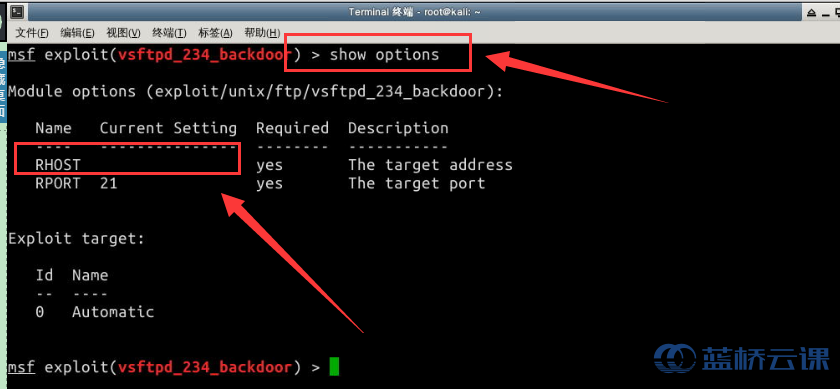 Terminal 终端 - root@kali: ~
文件(F) 编辑(E) 视图(V) 终端(T) 标签(A) 帮助(H)
msf exploit(vsftpd_234_backdoor) > show options
Module options (exploit/unix/ftp/vsftpd_234_backdoor):
Name Current Setting Required Description
---- --------------- -------- -----------
RHOST yes The target address
RPORT 21 yes The target port
Exploit target:
Id Name
-- ----
0 Automatic
msf exploit(vsftpd_234_backdoor) >
蓝桥云课